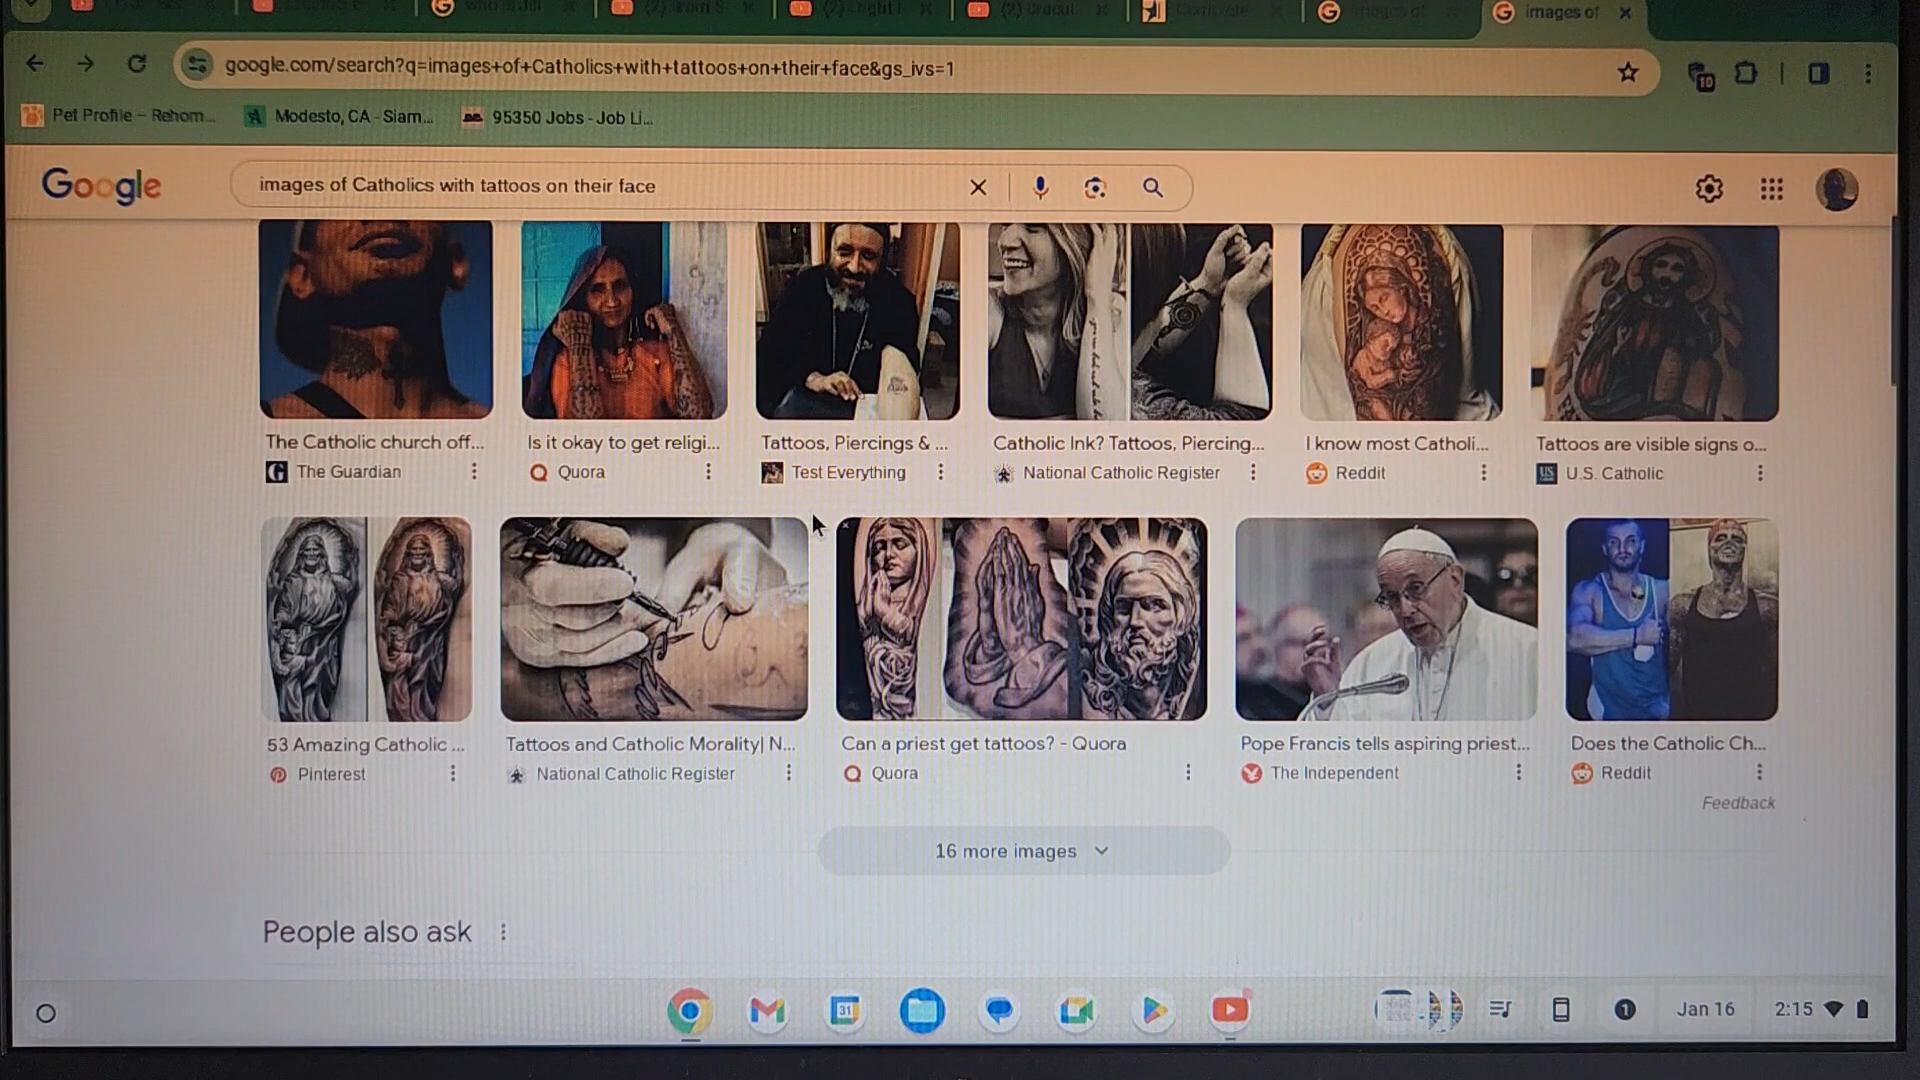 images of
google.com/search?q=images+of+Catholics+with+tattoos+on+their+face&gs_ivs=1
10
Pet Profile – Rehom...
Modesto, CA - Siam...
95350 Jobs - Job Li...
Google
images of Catholics with tattoos on their face
The Catholic church off...
The Guardian
Is it okay to get religi...
Quora
Tattoos, Piercings & ...
Test Everything
Catholic Ink? Tattoos, Piercing...
National Catholic Register
I know most Catholi...
Reddit
Tattoos are visible signs o...
U.S. Catholic
53 Amazing Catholic ...
Pinterest
Tattoos and Catholic Morality| N...
National Catholic Register
Can a priest get tattoos? - Quora
Quora
Pope Francis tells aspiring priest...
The Independent
Does the Catholic Ch...
Reddit
Feedback
16 more images
People also ask
31
1
Jan 16
2:15